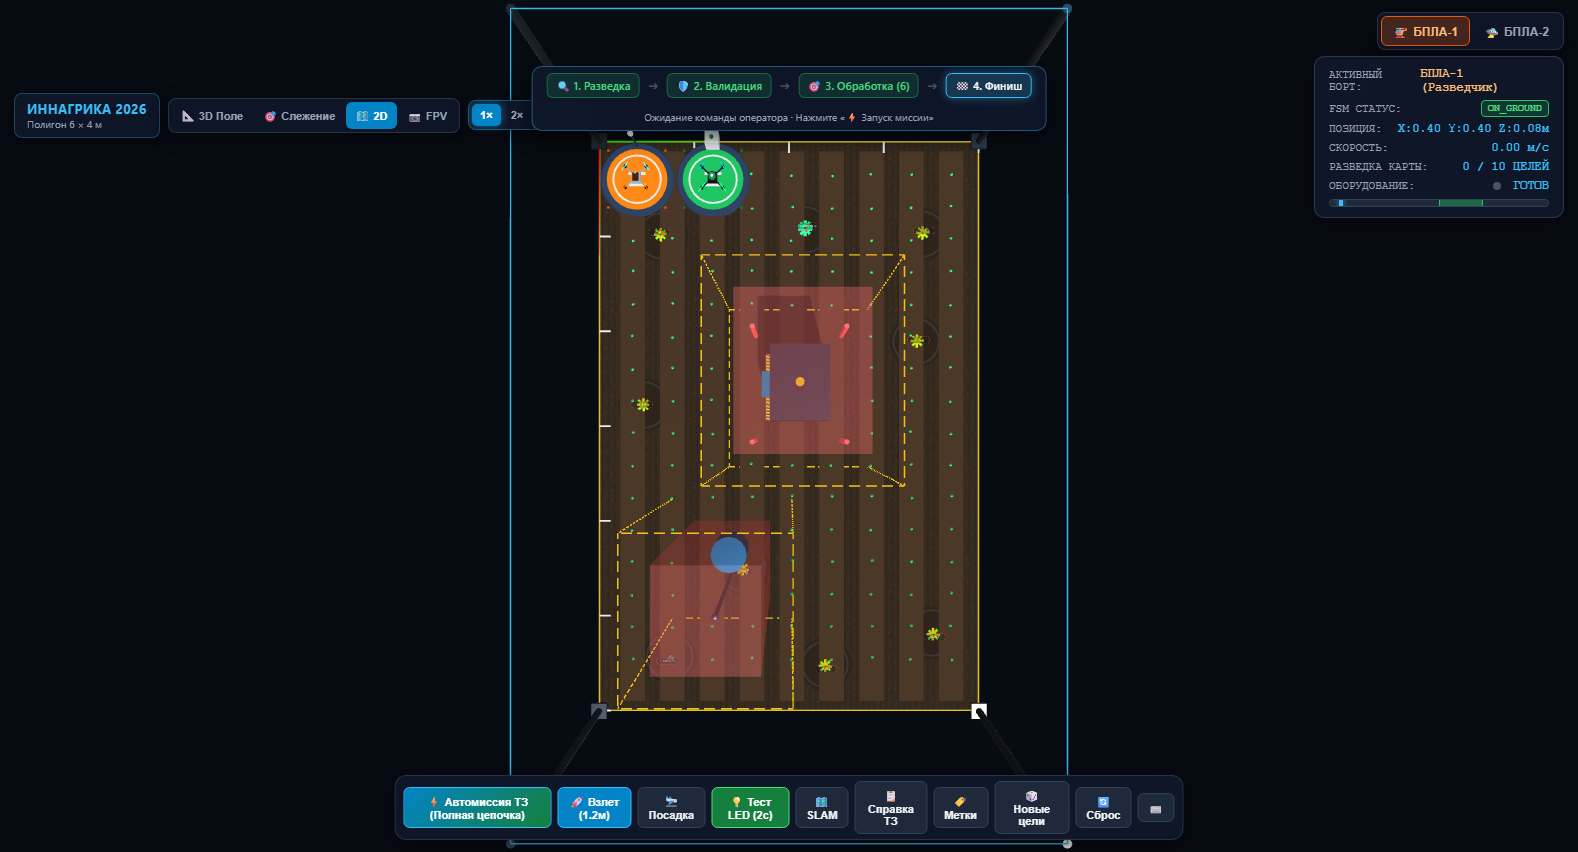 ИННАГРИКА 2026
Полигон 6 × 4 м
3D Поле
Слежение
2D
FPV
1×
2×
1. Разведка
→
2. Валидация
→
3. Обработка (6)
→
4. Финиш
Ожидание команды оператора · Нажмите «⚡ Запуск миссии»
БПЛА-1
БПЛА-2
АКТИВНЫЙ БОРТ:
БПЛА-1 (Разведчик)
FSM СТАТУС:
ON_GROUND
ПОЗИЦИЯ:
X:0.40 Y:0.40 Z:0.08м
СКОРОСТЬ:
0.00 м/с
РАЗВЕДКА КАРТЫ:
0 / 10 ЦЕЛЕЙ
ОБОРУДОВАНИЕ:
ГОТОВ
Автомиссия ТЗ
(Полная цепочка)
Взлет
(1.2м)
Посадка
Тест
LED (2с)
SLAM
Справка
ТЗ
Метки
Новые
цели
Сброс